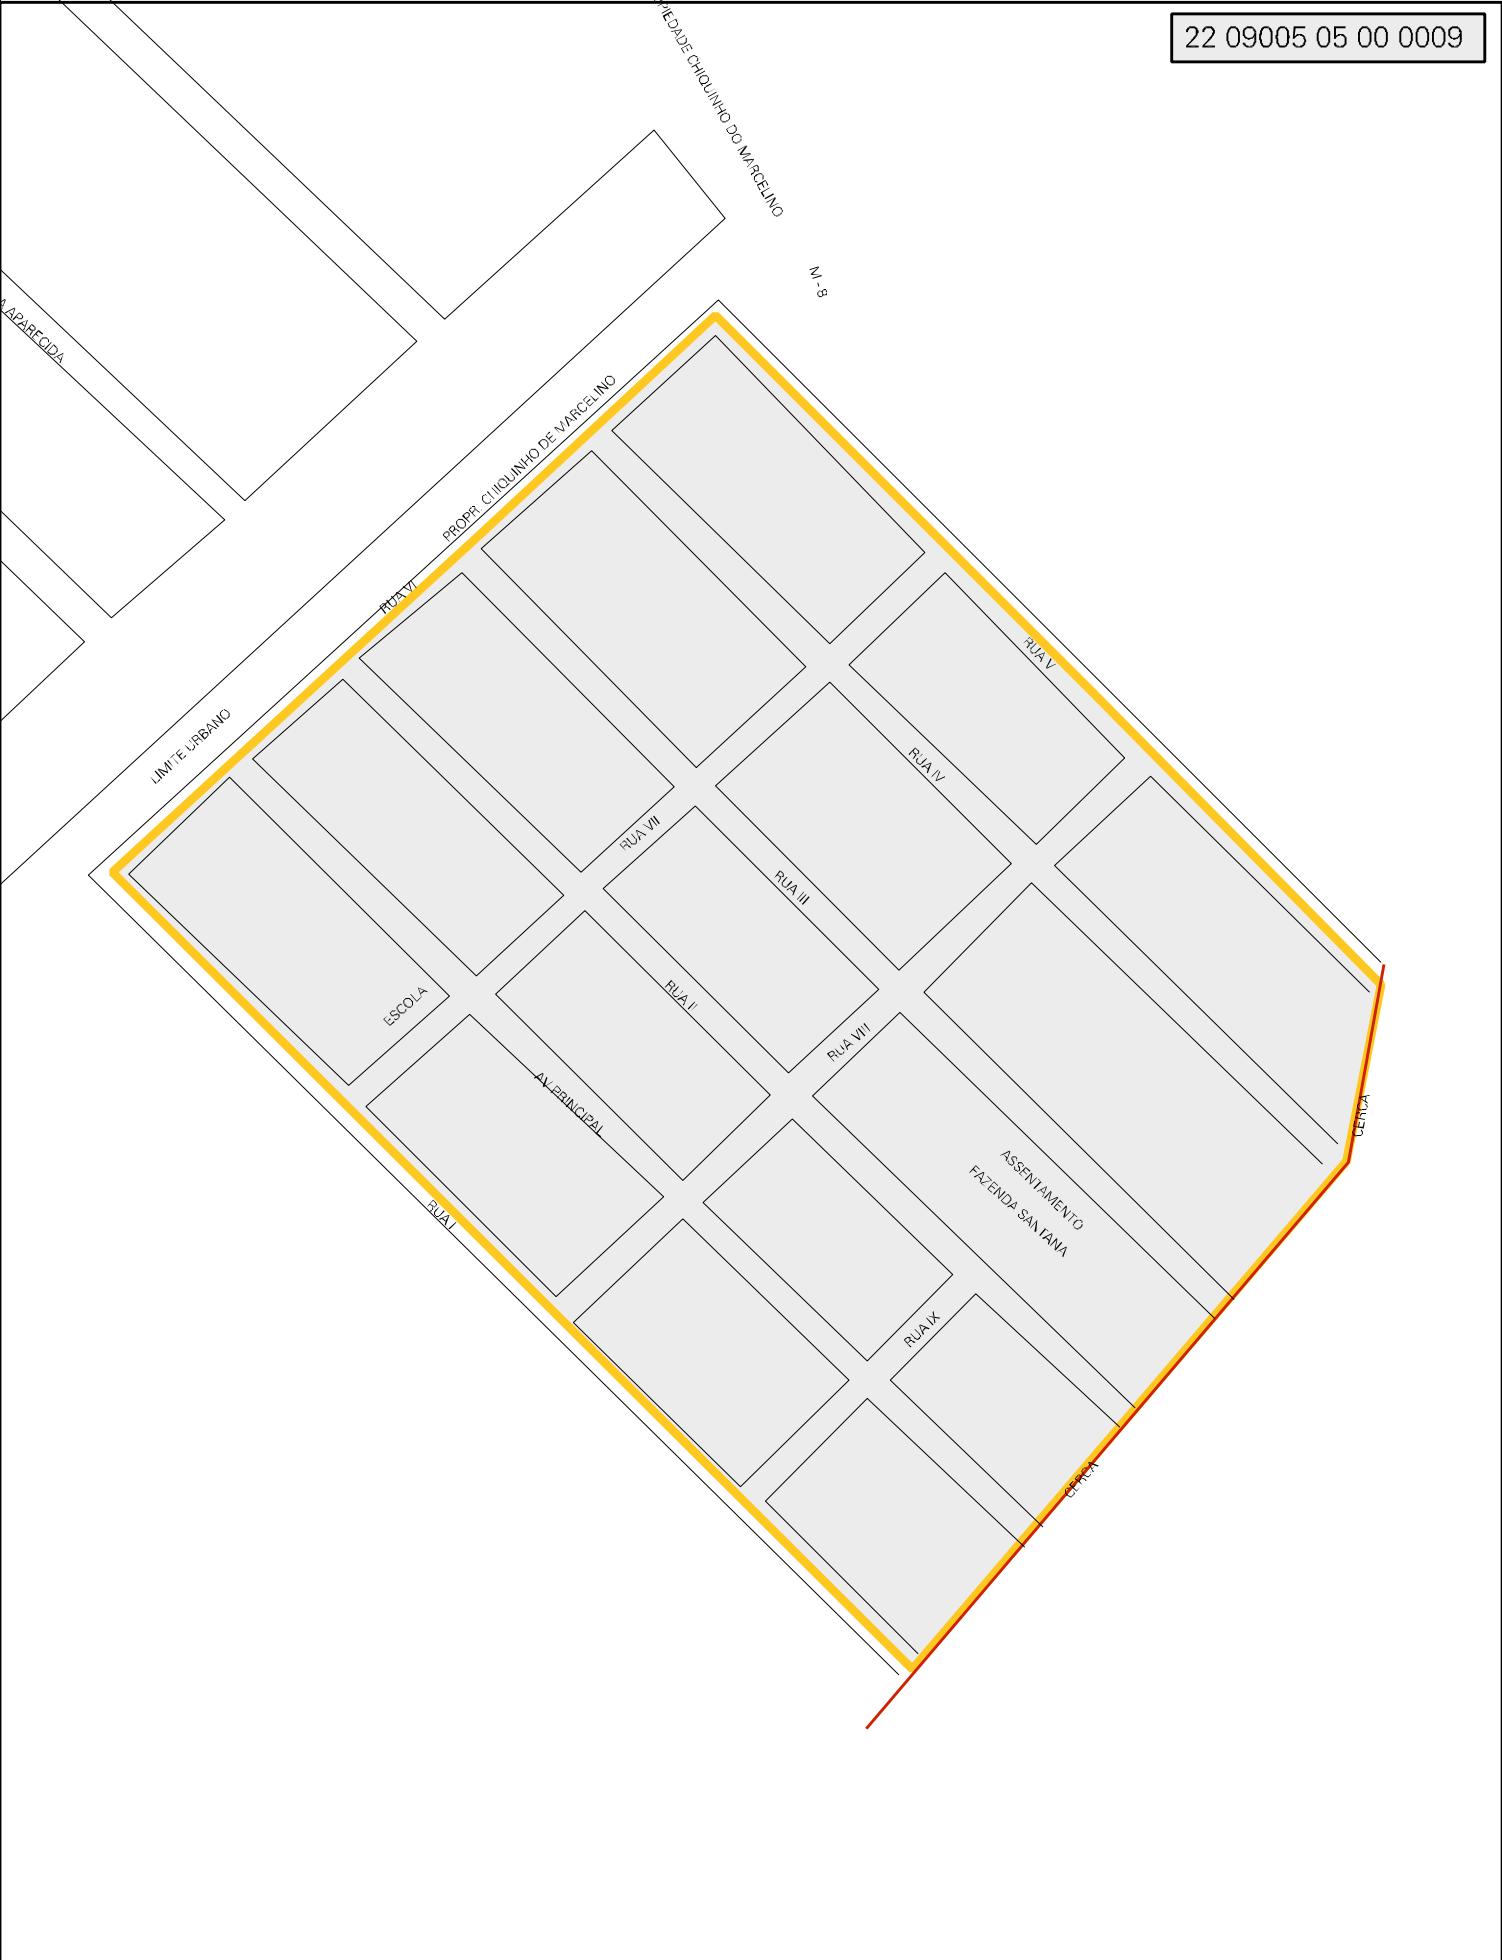 22 09005 05 00 0009
PIEDADE CHIQUINHO DO MARCELINO
M - 8
A APARECIDA
PROPR. CHIQUINHO DE MARCELINO
RUA VI
RUA V
LIMITE URBANO
RUA IV
RUA VII
RUA III
ESCOLA
RUA II
RUA VIII
AV.PRINCIPAL
CERCA
ASSENTAMENTO
FAZENDA SANTANA
RUA I
RUA IX
CERCA